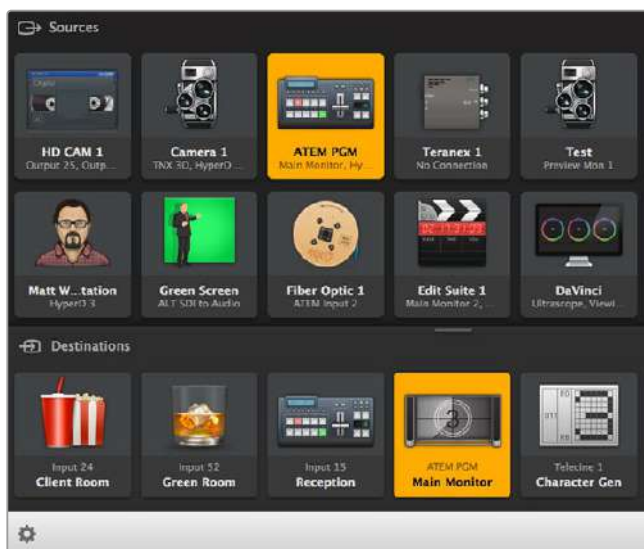 Sources
HD CAM 1
Output 25, Outp...
Camera 1
TNX 3D, HyperD ...
ATEM PGM
Main Monitor, Hy...
Teranex 1
No Connection
Test
Preview Mon 1
Matt W...tation
HyperD 3
Green Screen
ALT SDI to Audio
Fiber Optic 1
ATEM Input 2
Edit Suite 1
Main Monitor 2, ...
DaVinci
Ultrascope, Viewi...
Destinations
Input 24
Client Room
Input 52
Green Room
Input 15
Reception
3
ATEM PGM
Main Monitor
Telecine 1
Character Gen